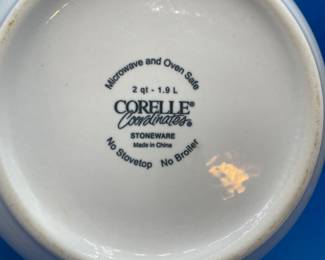 Microwave and Oven Safe
2 qt - 1.9 L
CORELLE®
Coordinates®
STONEWARE
Made in China
No Stovetop No Broiler